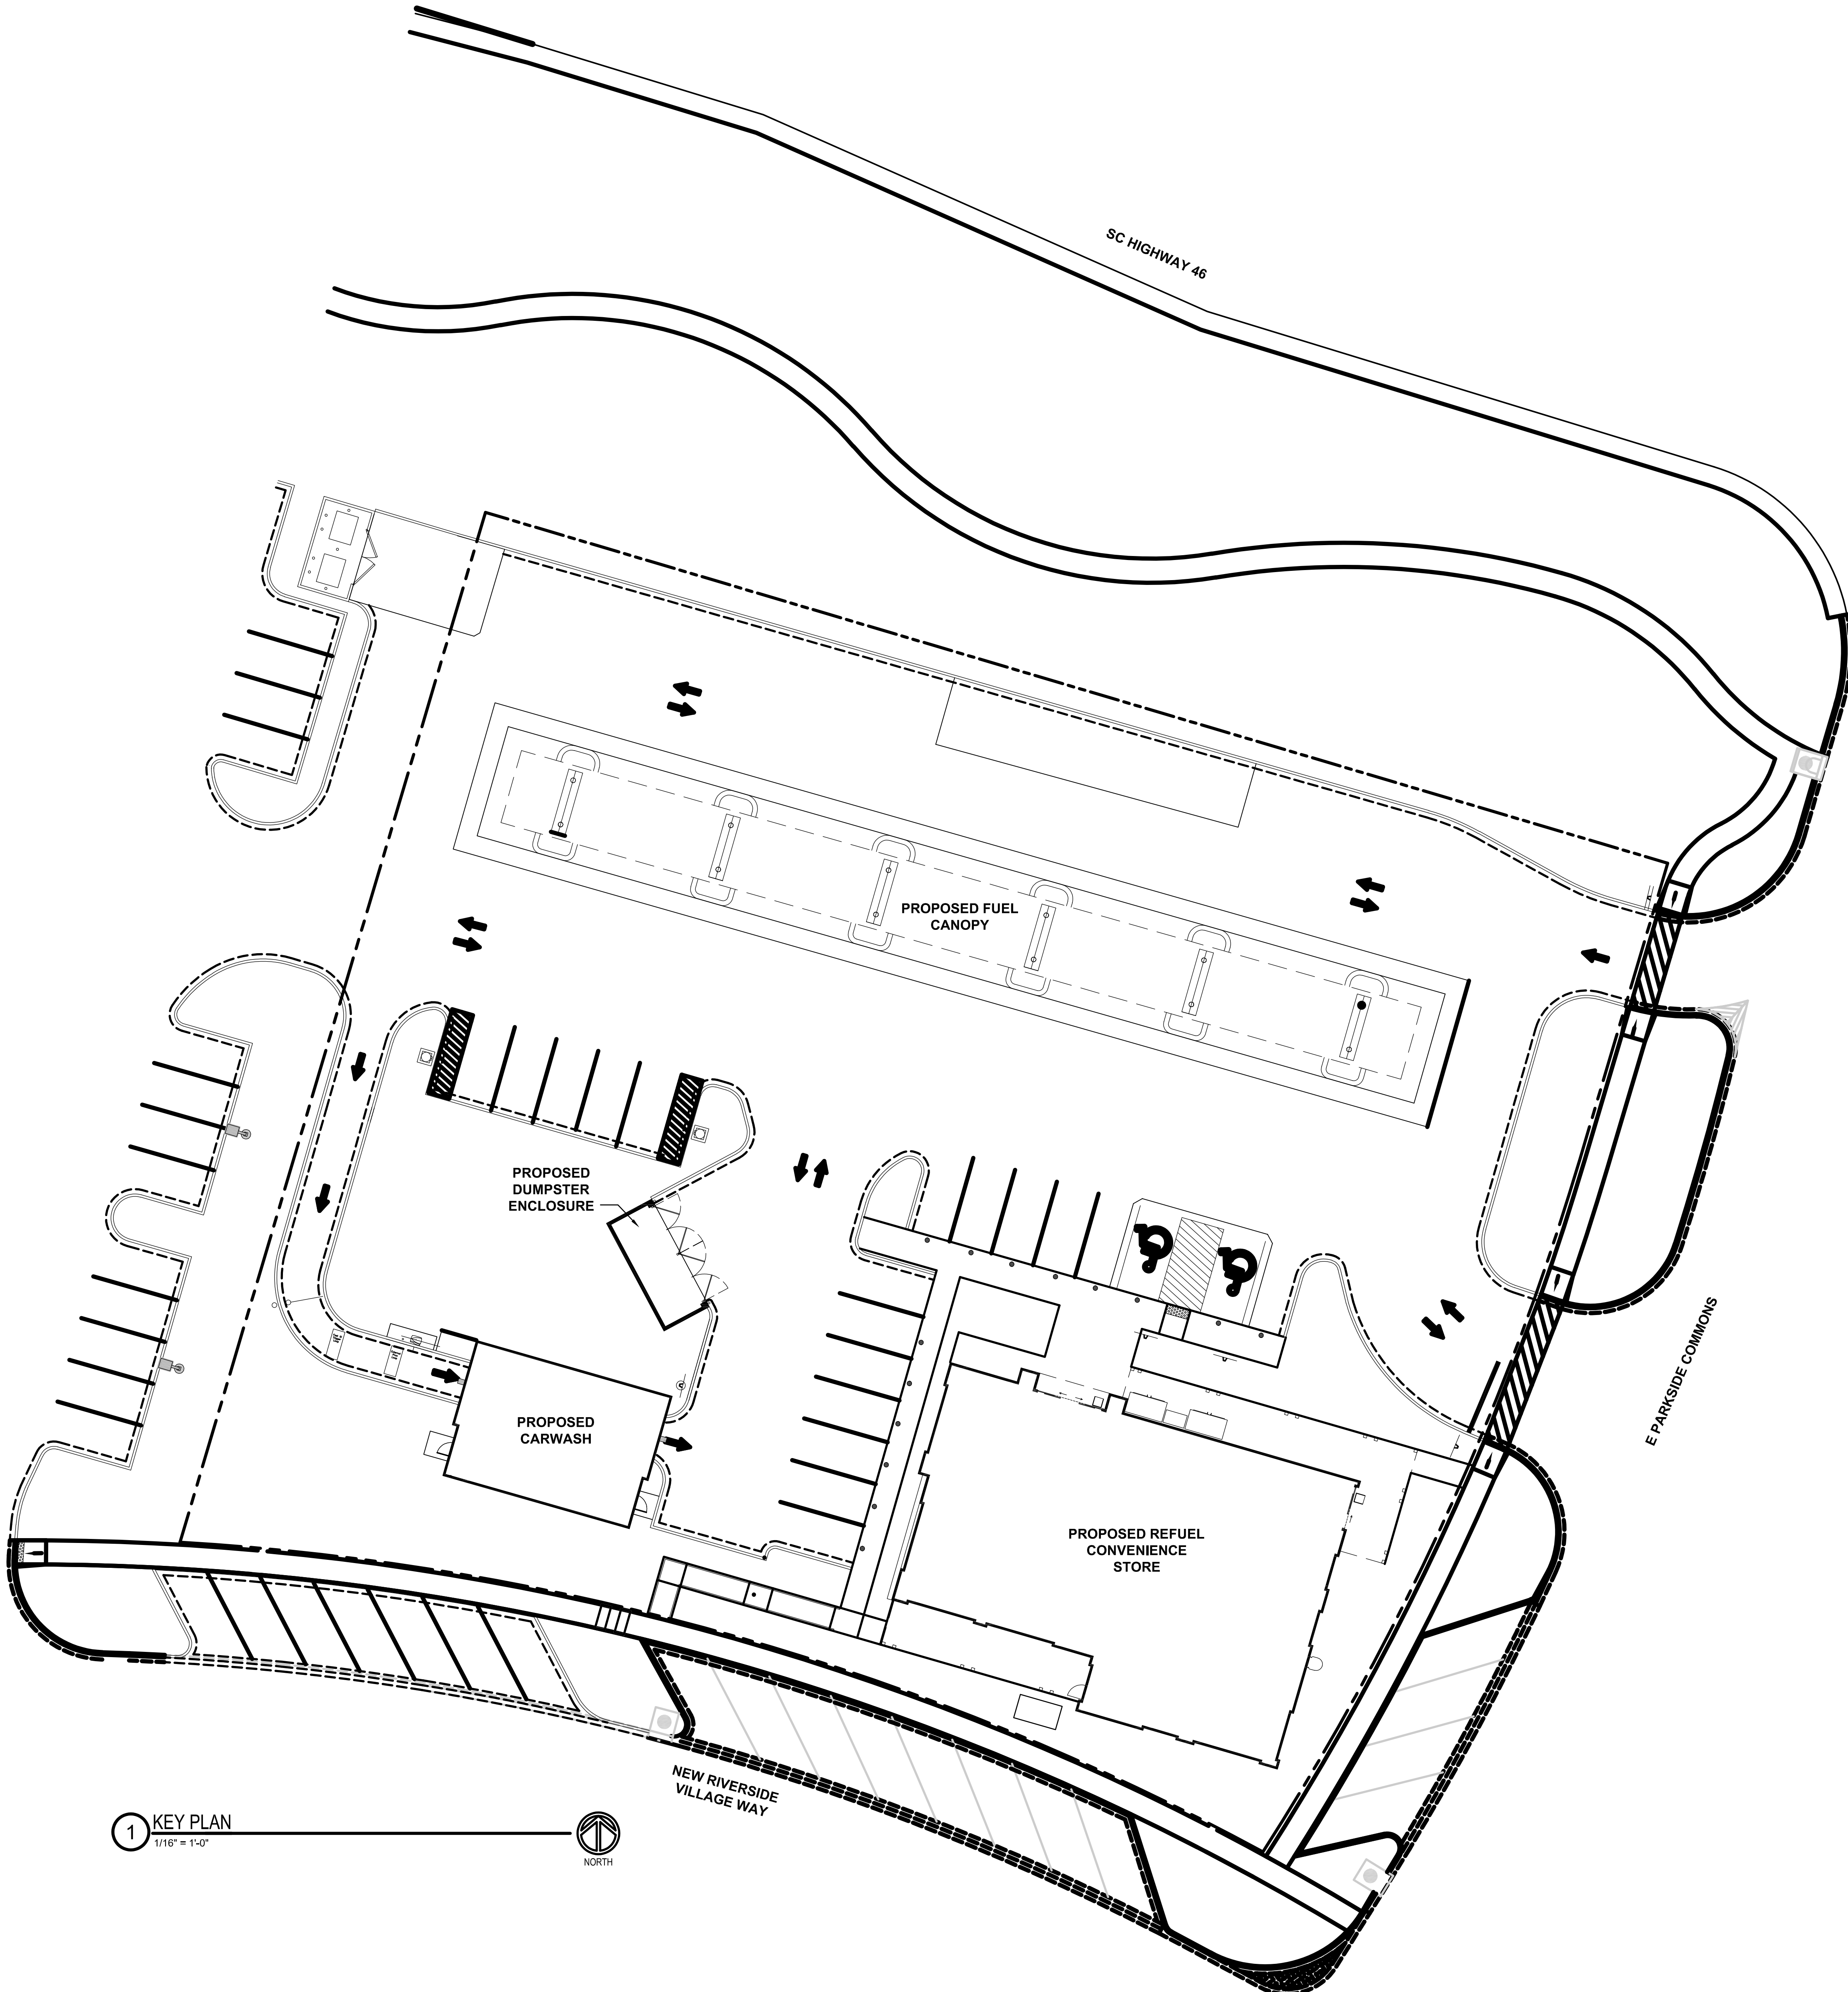 SC HIGHWAY 46
PROPOSED FUEL
CANOPY
PROPOSED
DUMPSTER
ENCLOSURE
E PARKSIDE COMMONS
PROPOSED
CARWASH
PROPOSED REFUEL
CONVENIENCE
STORE
NEW RIVERSIDE
VILLAGE WAY
1
KEY PLAN
1/16" = 1'-0"
NORTH